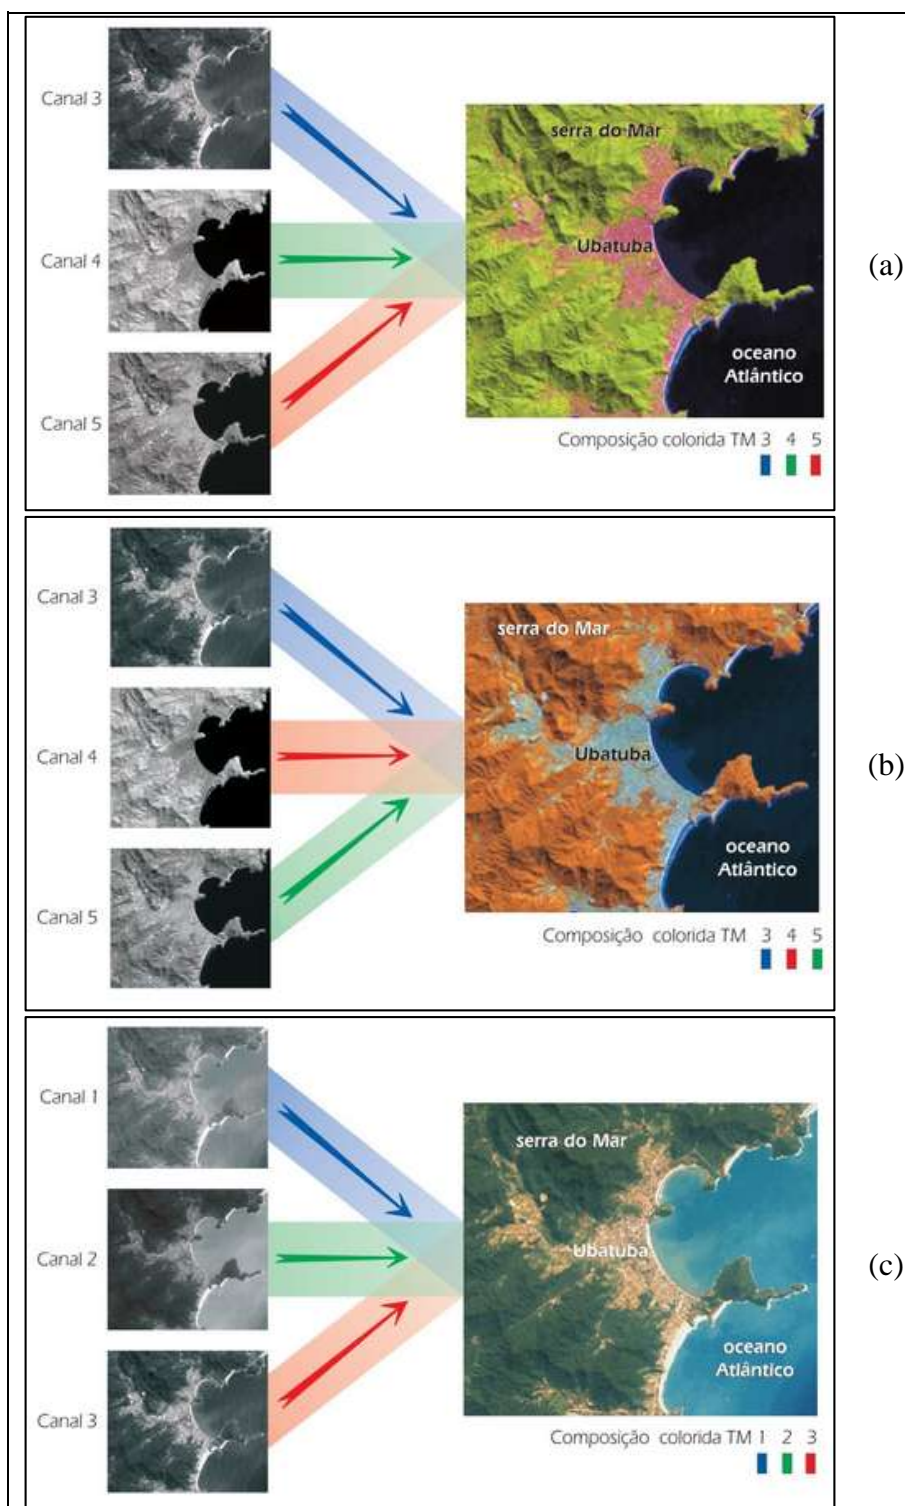 Canal 3
Canal 4
Canal 5
serra do Mar
Ubatuba
oceano
Atlântico
Composição colorida TM 3 4 5
(a)
Canal 3
Canal 4
Canal 5
serra do Mar
Ubatuba
oceano
Atlântico
Composição colorida TM 3 4 5
(b)
Canal 1
Canal 2
Canal 3
serra do Mar
Ubatuba
oceano
Atlântico
Composição colorida TM 1 2 3
(c)